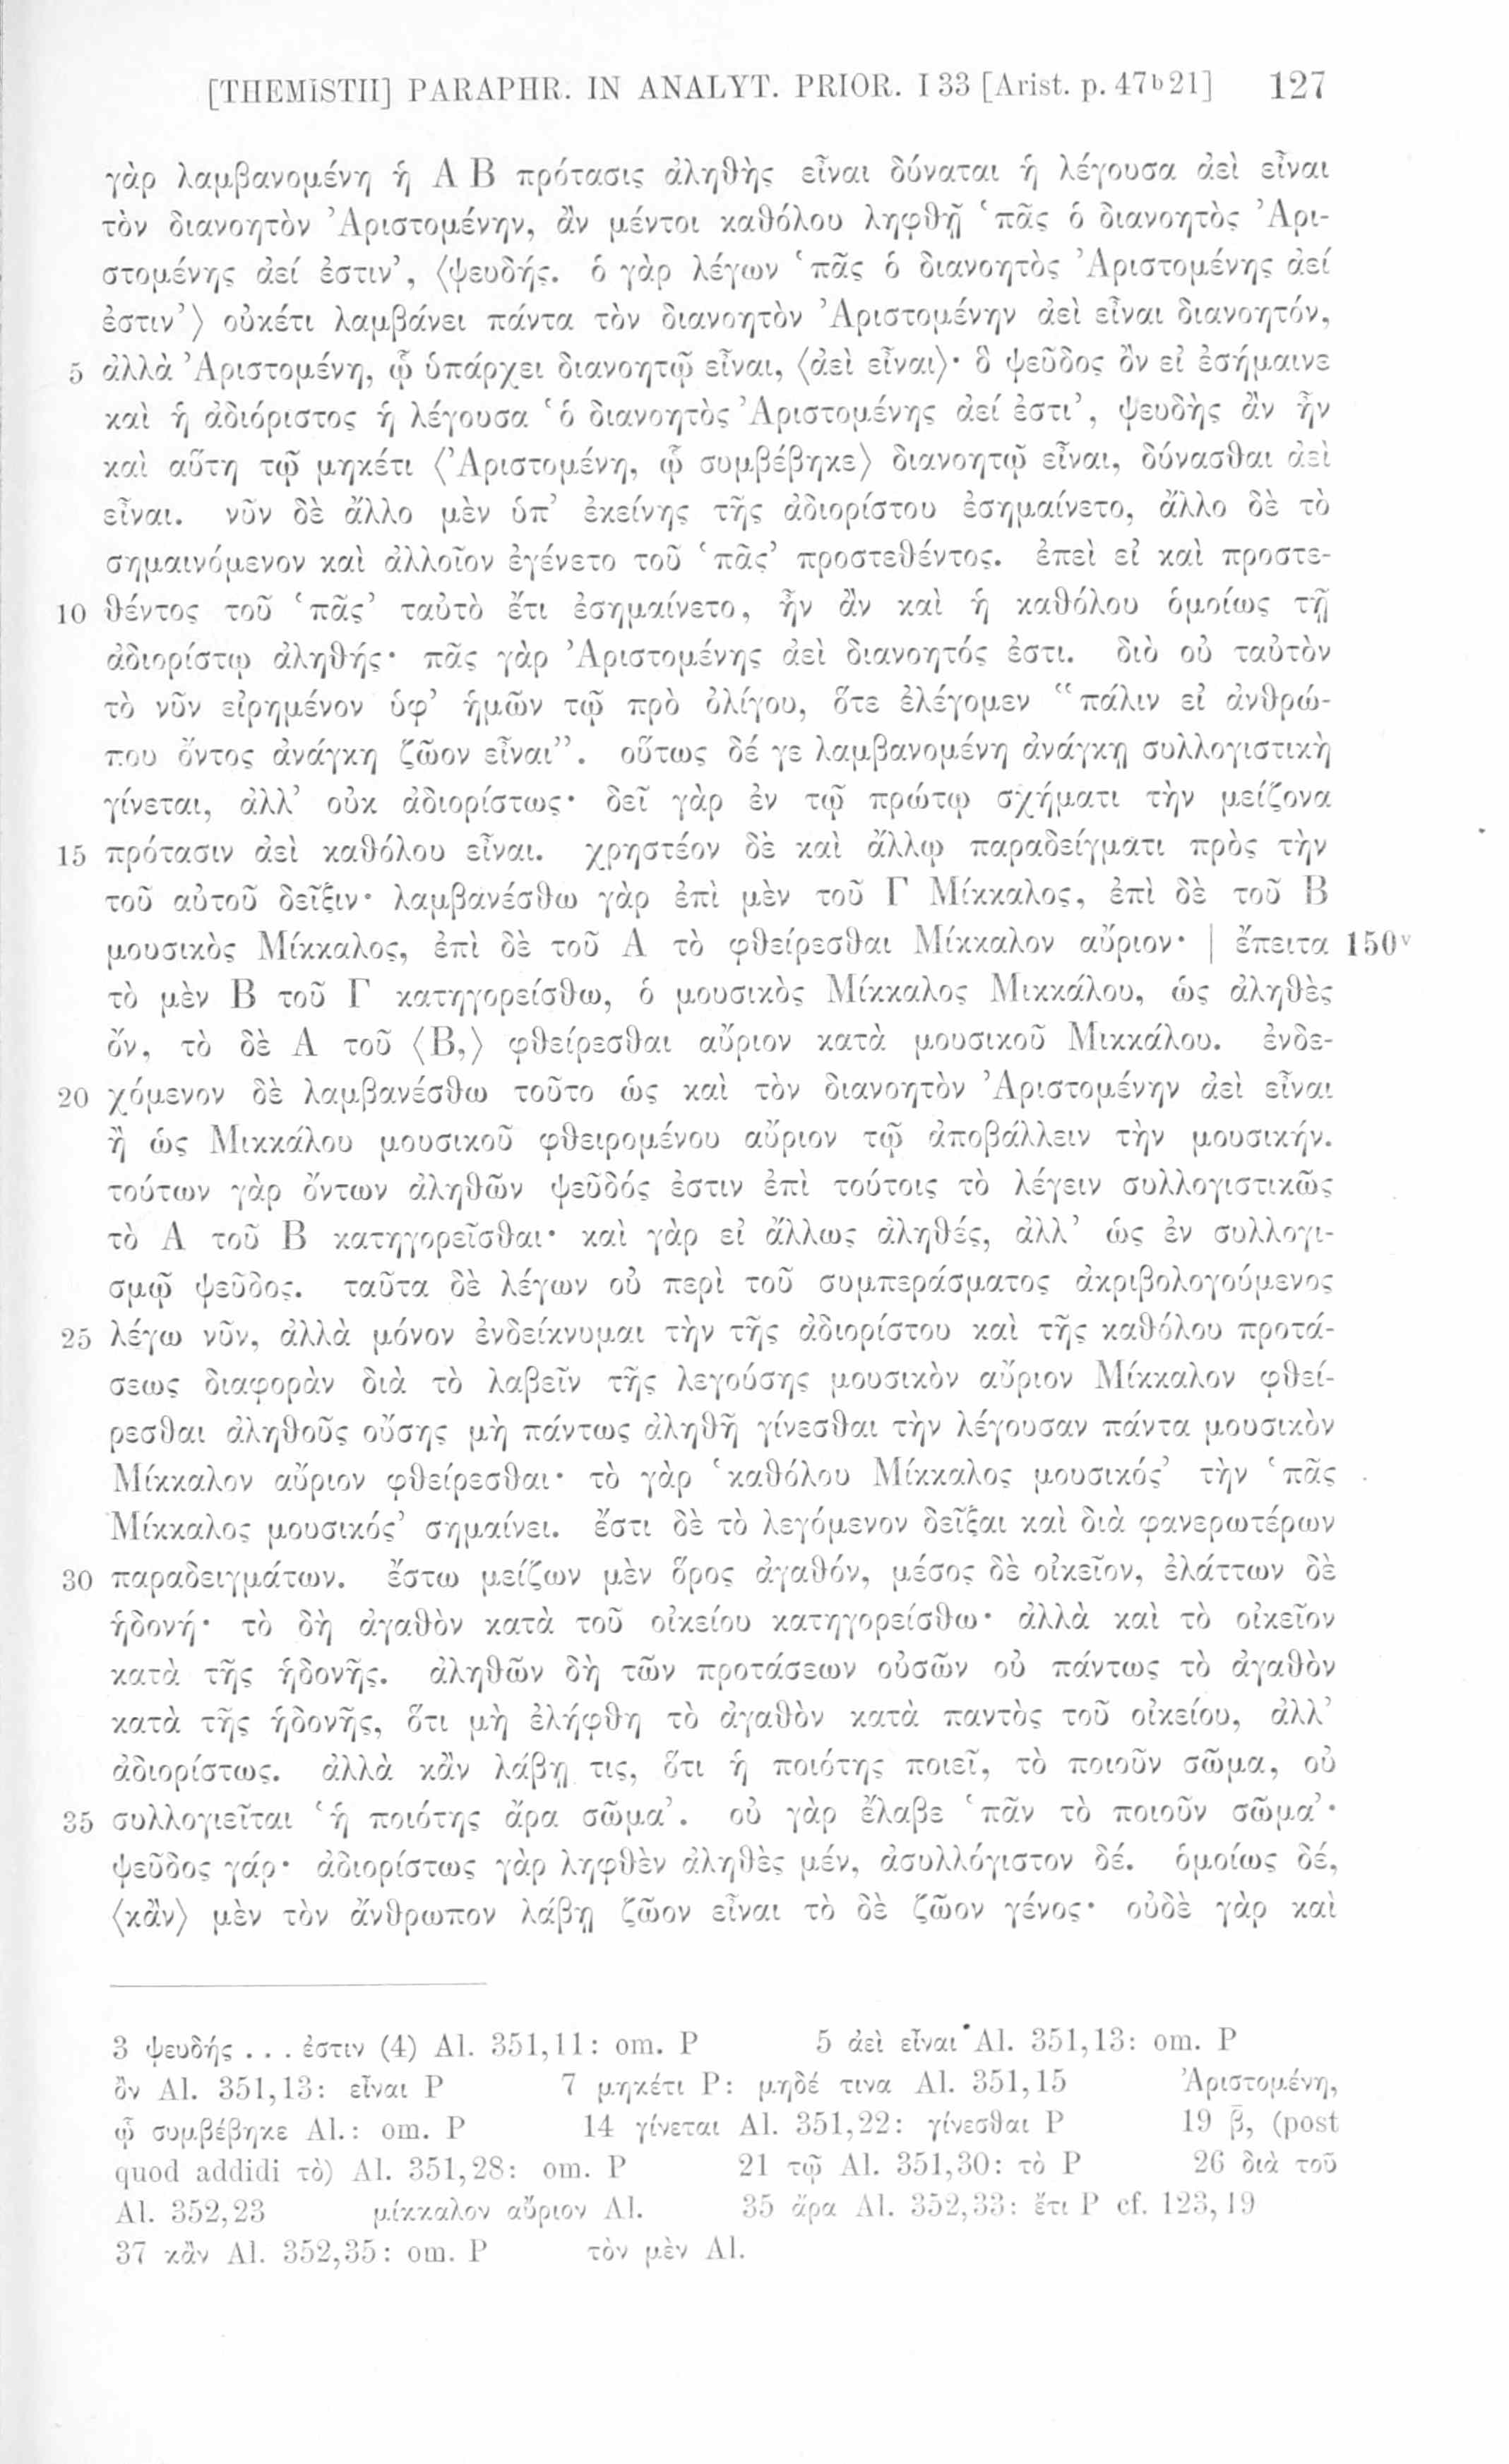 [THEMISTII] PARAPHR. IN ANALYT. PRIOR. I 33 [Arist. p. 47b21] 127
γὰρ λαμβανομένη ἡ Α Β πρότασις ἀληθὴς εἶναι δύναται ἡ λέγουσα ἀεὶ εἶναι
τὸν διανοητὸν Ἀριστομένην, ἂν μέντοι καθόλου ληφθῇ ‘πᾶς ὁ διανοητὸς Ἀρι-
στομένης ἀεί ἐστιν’, ⟨ψευδής. ὁ γὰρ λέγων ‘πᾶς ὁ διανοητὸς Ἀριστομένης ἀεί
ἐστιν’⟩ οὐκέτι λαμβάνει πάντα τὸν διανοητὸν Ἀριστομένην ἀεὶ εἶναι διανοητόν,
5 ἀλλὰ Ἀριστομένη, ᾧ ὑπάρχει διανοητῷ εἶναι, ⟨ἀεὶ εἶναι⟩· ὃ ψεῦδος ὂν εἰ ἐσήμαινε
καὶ ἡ ἀδιόριστος ἡ λέγουσα ‘ὁ διανοητὸς Ἀριστομένης ἀεί ἐστι’, ψευδὴς ἂν ἦν
καὶ αὕτη τῷ μηκέτι ⟨Ἀριστομένη, ᾧ συμβέβηκε⟩ διανοητῷ εἶναι, δύνασθαι ἀεὶ
εἶναι. νῦν δὲ ἄλλο μὲν ὑπ’ ἐκείνης τῆς ἀδιορίστου ἐσημαίνετο, ἄλλο δὲ τὸ
σημαινόμενον καὶ ἀλλοῖον ἐγένετο τοῦ ‘πᾶς’ προστεθέντος. ἐπεὶ εἰ καὶ προστε-
10 θέντος τοῦ ‘πᾶς’ ταὐτὸ ἔτι ἐσημαίνετο, ἦν ἂν καὶ ἡ καθόλου ὁμοίως τῇ
ἀδιορίστῳ ἀληθής· πᾶς γὰρ Ἀριστομένης ἀεὶ διανοητός ἐστι. διὸ οὐ ταὐτὸν
τὸ νῦν εἰρημένον ὑφ’ ἡμῶν τῷ πρὸ ὀλίγου, ὅτε ἐλέγομεν “πάλιν εἰ ἀνθρώ-
που ὄντος ἀνάγκη ζῷον εἶναι”. οὕτως δέ γε λαμβανομένη ἀνάγκῃ συλλογιστικὴ
γίνεται, ἀλλ’ οὐκ ἀδιορίστως· δεῖ γὰρ ἐν τῷ πρώτῳ σχήματι τὴν μείζονα
15 πρότασιν ἀεὶ καθόλου εἶναι. χρηστέον δὲ καὶ ἄλλῳ παραδείγματι πρὸς τὴν
τοῦ αὐτοῦ δεῖξιν· λαμβανέσθω γὰρ ἐπὶ μὲν τοῦ Γ Μίκκαλος, ἐπὶ δὲ τοῦ Β
μουσικὸς Μίκκαλος, ἐπὶ δὲ τοῦ Α τὸ φθείρεσθαι Μίκκαλον αὔριον· | ἔπειτα 150v
τὸ μὲν Β τοῦ Γ κατηγορείσθω, ὁ μουσικὸς Μίκκαλος Μικκάλου, ὡς ἀληθὲς
ὄν, τὸ δὲ Α τοῦ ⟨Β,⟩ φθείρεσθαι αὔριον κατὰ μουσικοῦ Μικκάλου. ἐνδε-
20 χόμενον δὲ λαμβανέσθω τοῦτο ὡς καὶ τὸν διανοητὸν Ἀριστομένην ἀεὶ εἶναι
ἢ ὡς Μικκάλου μουσικοῦ φθειρομένου αὔριον τῷ ἀποβάλλειν τὴν μουσικήν.
τούτων γὰρ ὄντων ἀληθῶν ψεῦδός ἐστιν ἐπὶ τούτοις τὸ λέγειν συλλογιστικῶς
τὸ Α τοῦ Β κατηγορεῖσθαι· καὶ γὰρ εἰ ἄλλως ἀληθές, ἀλλ’ ὡς ἐν συλλογι-
σμῷ ψεῦδος. ταῦτα δὲ λέγων οὐ περὶ τοῦ συμπεράσματος ἀκριβολογούμενος
25 λέγω νῦν, ἀλλὰ μόνον ἐνδείκνυμαι τὴν τῆς ἀδιορίστου καὶ τῆς καθόλου προτά-
σεως διαφορὰν διὰ τὸ λαβεῖν τῆς λεγούσης μουσικὸν αὔριον Μίκκαλον φθεί-
ρεσθαι ἀληθοῦς οὔσης μὴ πάντως ἀληθῆ γίνεσθαι τὴν λέγουσαν πάντα μουσικὸν
Μίκκαλον αὔριον φθείρεσθαι· τὸ γὰρ ‘καθόλου Μίκκαλος μουσικός’ τὴν ‘πᾶς
Μίκκαλος μουσικός’ σημαίνει. ἔστι δὲ τὸ λεγόμενον δεῖξαι καὶ διὰ φανερωτέρων
30 παραδειγμάτων. ἔστω μείζων μὲν ὅρος ἀγαθόν, μέσος δὲ οἰκεῖον, ἐλάττων δὲ
ἡδονή· τὸ δὴ ἀγαθὸν κατὰ τοῦ οἰκείου κατηγορείσθω· ἀλλὰ καὶ τὸ οἰκεῖον
κατὰ τῆς ἡδονῆς. ἀληθῶν δὴ τῶν προτάσεων οὐσῶν οὐ πάντως τὸ ἀγαθὸν
κατὰ τῆς ἡδονῆς, ὅτι μὴ ἐλήφθη τὸ ἀγαθὸν κατὰ παντὸς τοῦ οἰκείου, ἀλλ’
ἀδιορίστως. ἀλλὰ κἂν λάβῃ τις, ὅτι ἡ ποιότης ποιεῖ, τὸ ποιοῦν σῶμα, οὐ
35 συλλογιεῖται ‘ἡ ποιότης ἄρα σῶμα’. οὐ γὰρ ἔλαβε ‘πᾶν τὸ ποιοῦν σῶμα’·
ψεῦδος γάρ· ἀδιορίστως γὰρ ληφθὲν ἀληθὲς μέν, ἀσυλλόγιστον δέ. ὁμοίως δέ,
⟨κἂν⟩ μὲν τὸν ἄνθρωπον λάβῃ ζῷον εἶναι τὸ δὲ ζῷον γένος· οὐδὲ γὰρ καὶ
3 ψευδής . . . ἐστιν (4) Al. 351,11: om. P 5 ἀεὶ εἶναι Al. 351,13: om. P
ὂν Al. 351,13: εἶναι P 7 μηκέτι P: μηδέ τινα Al. 351,15 Ἀριστομένη,
ᾧ συμβέβηκε Al.: om. P 14 γίνεται Al. 351,22: γίνεσθαι P 19 β̄, (post
quod addidi τὸ) Al. 351,28: om. P 21 τῷ Al. 351,30: τὸ P 26 διὰ τοῦ
Al. 352,23 μίκκαλον αὔριον Al. 35 ἄρα Al. 352,33: ἔτι P cf. 123,19
37 κἂν Al. 352,35: om. P τὸν μὲν Al.